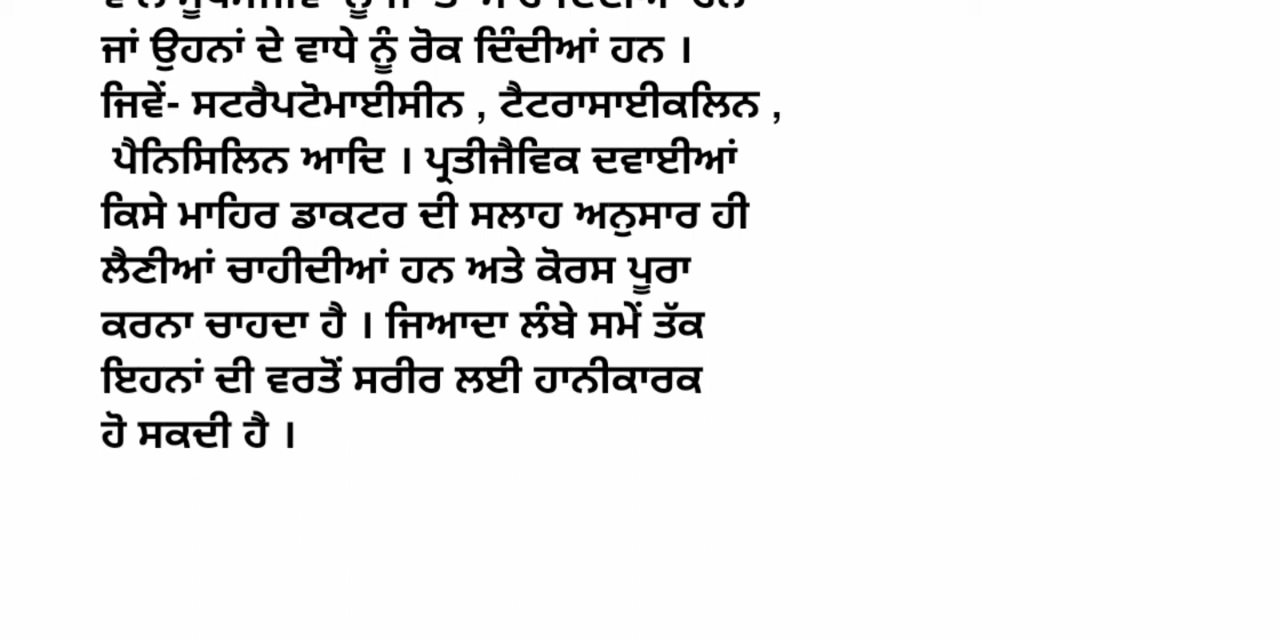 ਜਾਂ ਉਹਨਾਂ ਦੇ ਵਾਧੇ ਨੂੰ ਰੋਕ ਦਿੰਦੀਆਂ ਹਨ ।
ਜਿਵੇਂ- ਸਟਰੈਪਟੋਮਾਈਸੀਨ , ਟੈਟਰਾਸਾਈਕਲਿਨ ,
ਪੈਨਿਸਿਲਿਨ ਆਦਿ । ਪ੍ਰਤੀਜੈਵਿਕ ਦਵਾਈਆਂ
ਕਿਸੇ ਮਾਹਿਰ ਡਾਕਟਰ ਦੀ ਸਲਾਹ ਅਨੁਸਾਰ ਹੀ
ਲੈਣੀਆਂ ਚਾਹੀਦੀਆਂ ਹਨ ਅਤੇ ਕੋਰਸ ਪੂਰਾ
ਕਰਨਾ ਚਾਹਦਾ ਹੈ । ਜਿਆਦਾ ਲੰਬੇ ਸਮੇਂ ਤੱਕ
ਇਹਨਾਂ ਦੀ ਵਰਤੋਂ ਸਰੀਰ ਲਈ ਹਾਨੀਕਾਰਕ
ਹੋ ਸਕਦੀ ਹੈ ।